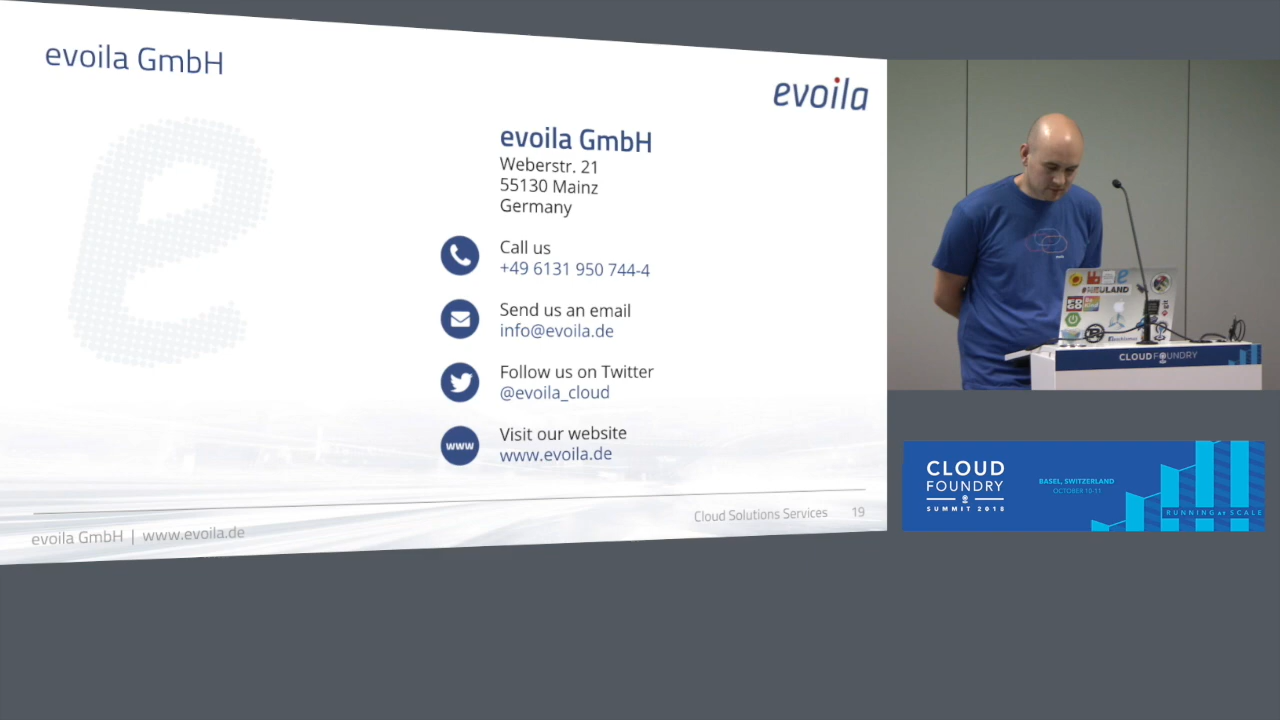 evoila GmbH
evoila
evoila GmbH
Weberstr. 21
55130 Mainz
Germany
Call us
+49 6131 950 744-4
Send us an email
info@evoila.de
Follow us on Twitter
@evoila_cloud
www
Visit our website
www.evoila.de
evoila GmbH | www.evoila.de
Cloud Solutions Services 19
#NEULAND
CLOUD FOUNDRY
CLOUD
FOUNDRY
SUMMIT 2018
BASEL, SWITZERLAND
OCTOBER 10-11
RUNNING AT SCALE